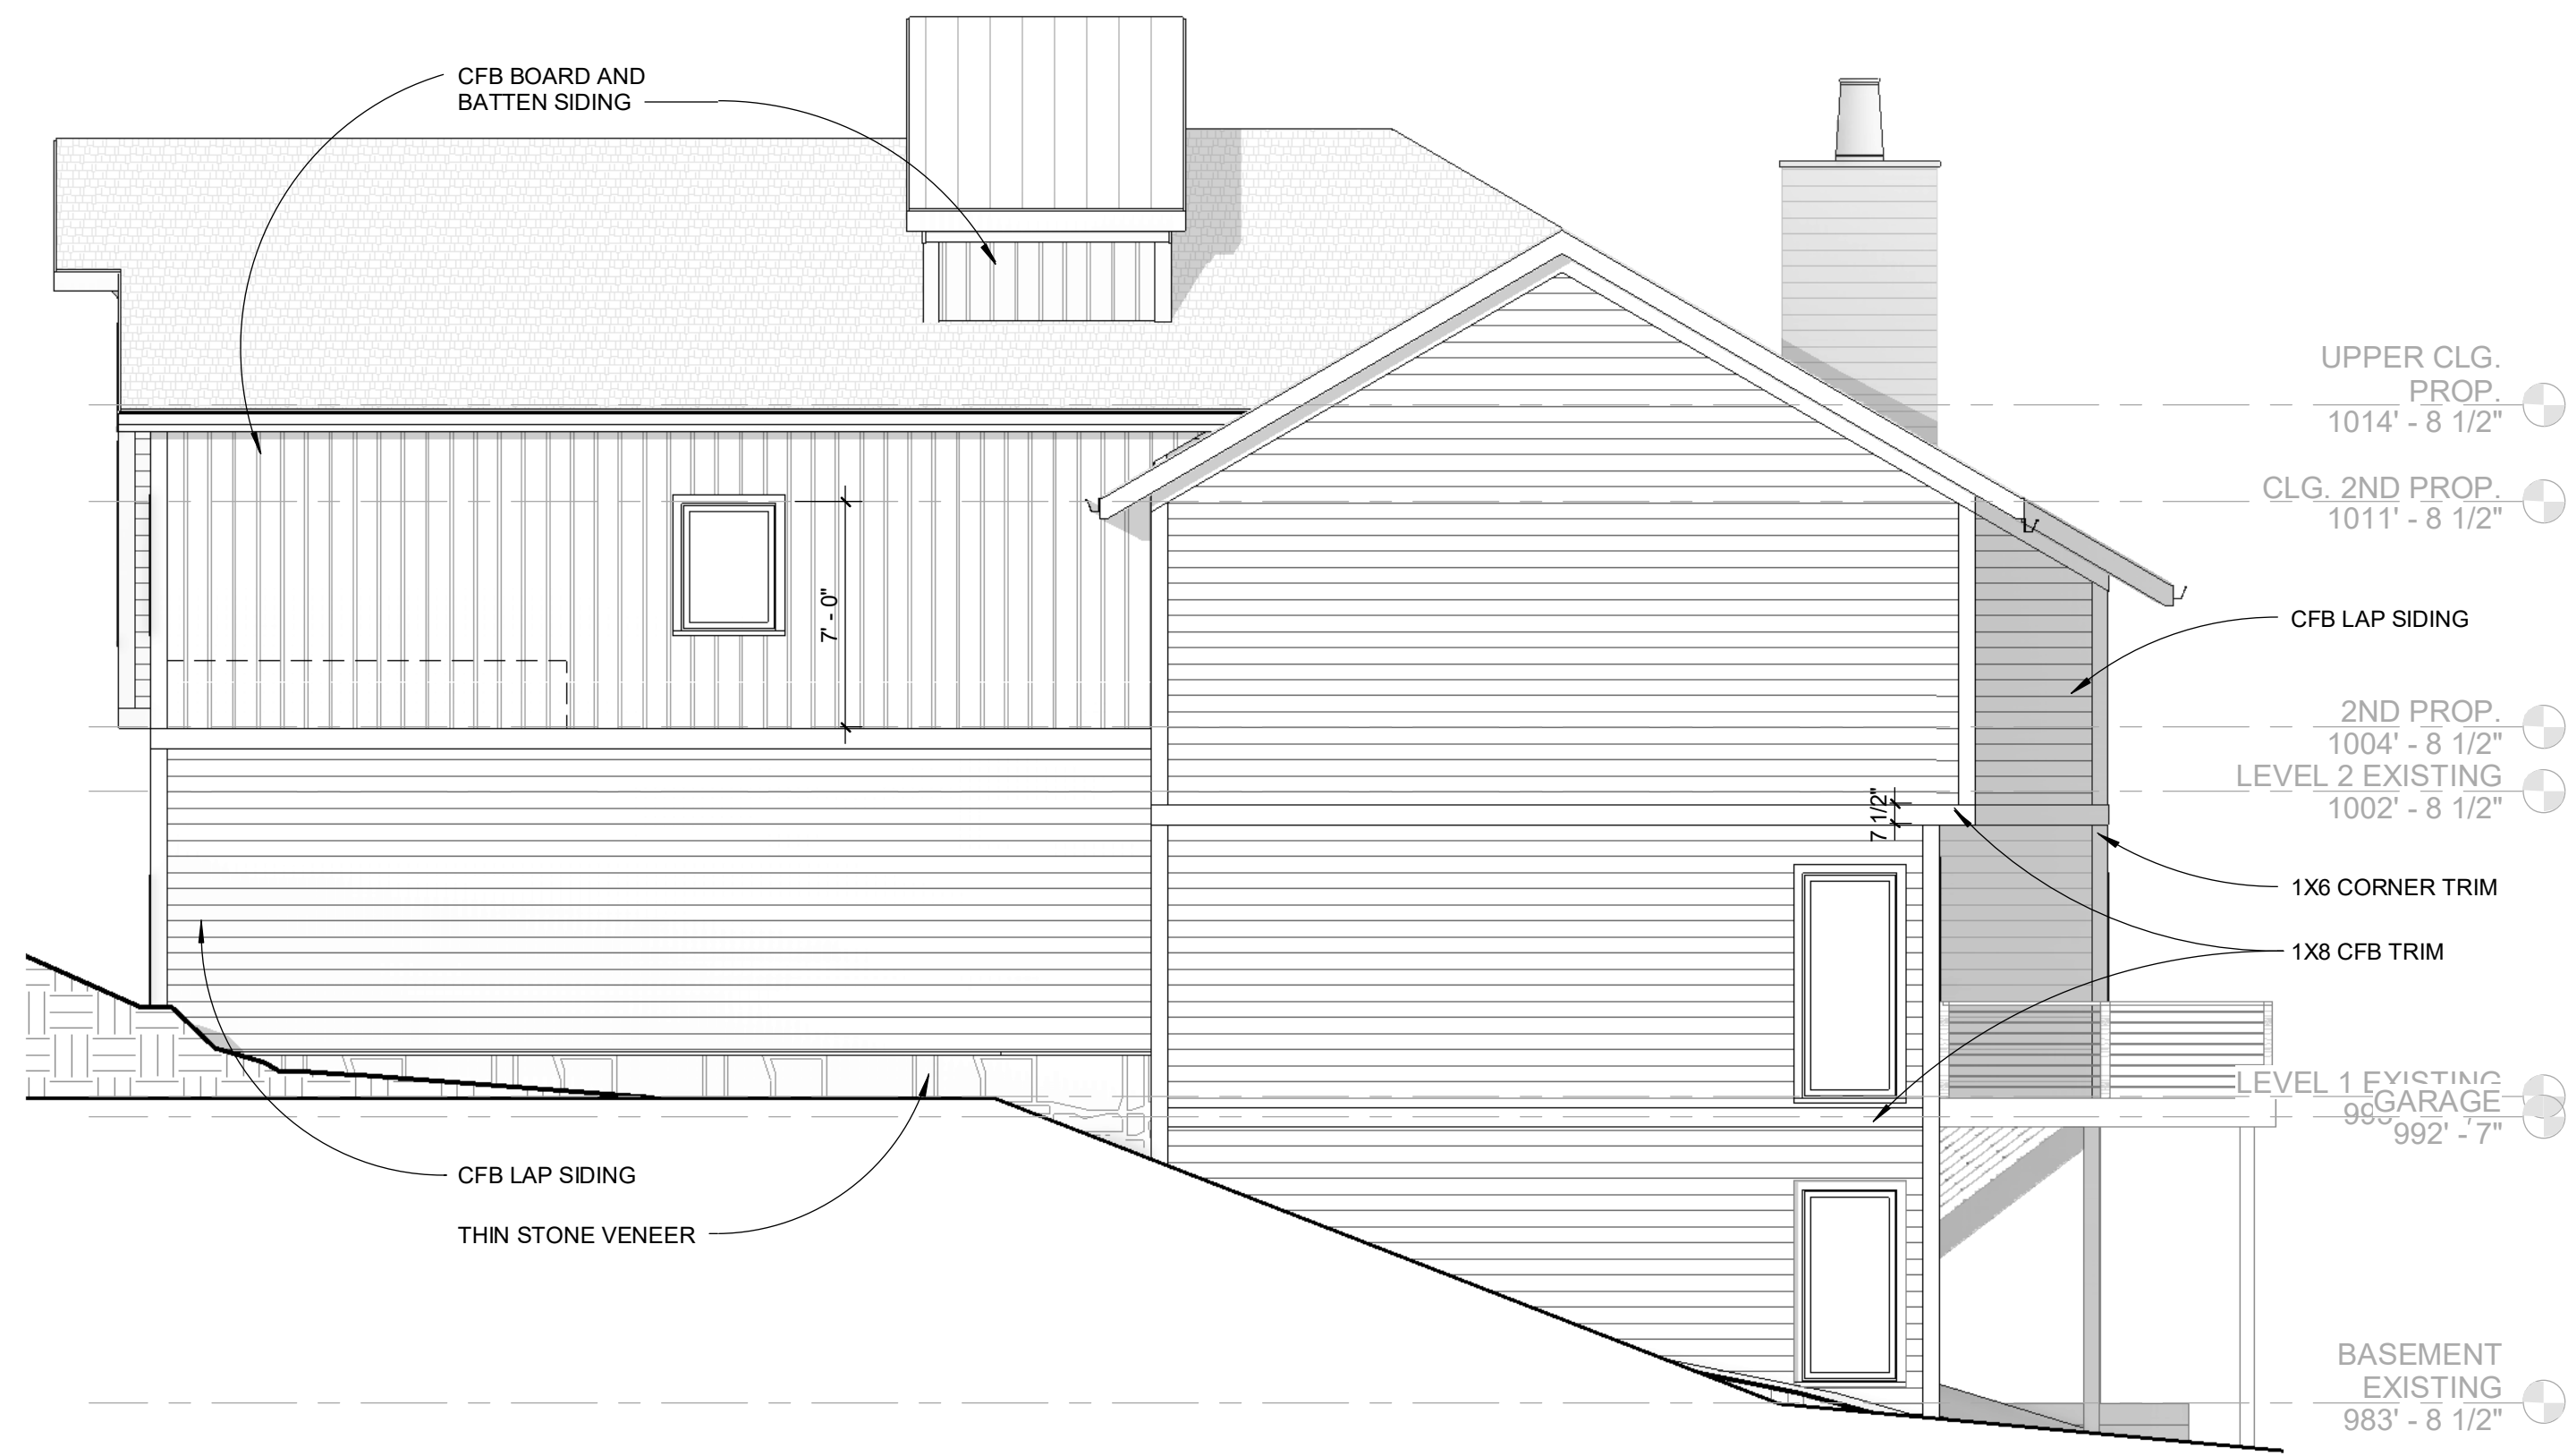 CFB BOARD AND
BATTEN SIDING
UPPER CLG.
PROP.
1014' - 8 1/2"
CLG. 2ND PROP.
1011' - 8 1/2"
7' - 0"
CFB LAP SIDING
2ND PROP.
1004' - 8 1/2"
LEVEL 2 EXISTING
1002' - 8 1/2"
7 1/2"
1X6 CORNER TRIM
1X8 CFB TRIM
LEVEL 1 EXISTING
GARAGE
992' - 7"
CFB LAP SIDING
THIN STONE VENEER
BASEMENT
EXISTING
983' - 8 1/2"